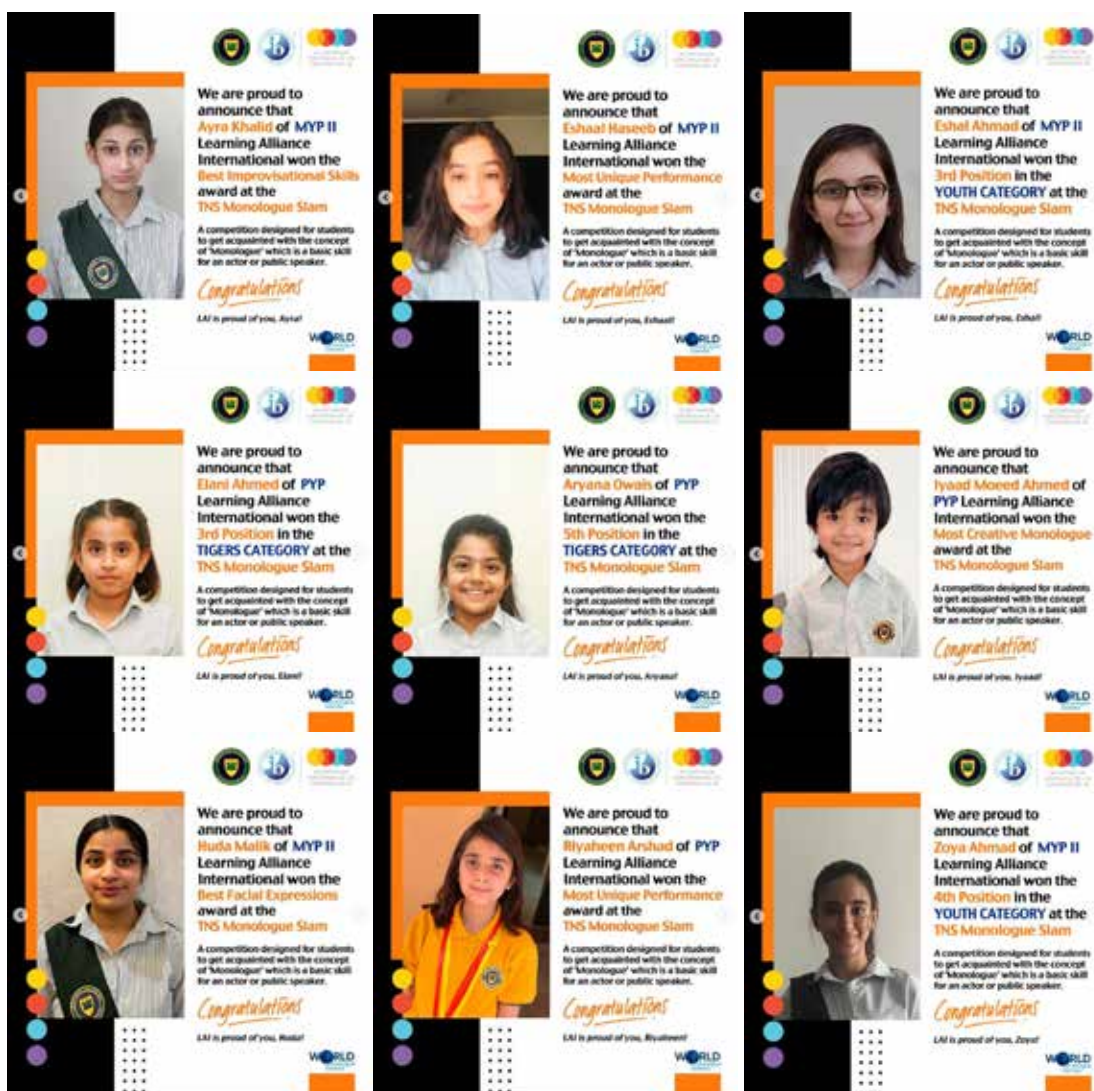 We are proud to
announce that
Ayra Khalid of MYP II
Learning Alliance
International won the
Best Improvisational Skills
award at the
TNS Monologue Slam
A competition designed for students
to get acquainted with the concept
of 'Monologue' which is a basic skill
for an actor or public speaker.
Congratulations
LAI is proud of you, Ayra!
WORLD
We are proud to
announce that
Eshaal Haseeb of MYP II
Learning Alliance
International won the
Most Unique Performance
award at the
TNS Monologue Slam
A competition designed for students
to get acquainted with the concept
of 'Monologue' which is a basic skill
for an actor or public speaker.
Congratulations
LAI is proud of you, Eshaal!
WORLD
We are proud to
announce that
Eshal Ahmad of MYP II
Learning Alliance
International won the
3rd Position in the
YOUTH CATEGORY at the
TNS Monologue Slam
A competition designed for students
to get acquainted with the concept
of 'Monologue' which is a basic skill
for an actor or public speaker.
Congratulations
LAI is proud of you, Eshal!
WORLD
We are proud to
announce that
Elani Ahmed of PYP
Learning Alliance
International won the
3rd Position in the
TIGERS CATEGORY at the
TNS Monologue Slam
A competition designed for students
to get acquainted with the concept
of 'Monologue' which is a basic skill
for an actor or public speaker.
Congratulations
LAI is proud of you, Elani!
WORLD
We are proud to
announce that
Aryana Owais of PYP
Learning Alliance
International won the
5th Position in the
TIGERS CATEGORY at the
TNS Monologue Slam
A competition designed for students
to get acquainted with the concept
of 'Monologue' which is a basic skill
for an actor or public speaker.
Congratulations
LAI is proud of you, Aryana!
WORLD
We are proud to
announce that
Iyaad Moeed Ahmed of
PYP Learning Alliance
International won the
Most Creative Monologue
award at the
TNS Monologue Slam
A competition designed for students
to get acquainted with the concept
of 'Monologue' which is a basic skill
for an actor or public speaker.
Congratulations
LAI is proud of you, Iyaad!
WORLD
We are proud to
announce that
Huda Malik of MYP II
Learning Alliance
International won the
Best Facial Expressions
award at the
TNS Monologue Slam
A competition designed for students
to get acquainted with the concept
of 'Monologue' which is a basic skill
for an actor or public speaker.
Congratulations
LAI is proud of you, Huda!
WORLD
We are proud to
announce that
Riyaheen Arshad of PYP
Learning Alliance
International won the
Most Unique Performance
award at the
TNS Monologue Slam
A competition designed for students
to get acquainted with the concept
of 'Monologue' which is a basic skill
for an actor or public speaker.
Congratulations
LAI is proud of you, Riyaheen!
WORLD
We are proud to
announce that
Zoya Ahmad of MYP II
Learning Alliance
International won the
4th Position in the
YOUTH CATEGORY at the
TNS Monologue Slam
A competition designed for students
to get acquainted with the concept
of 'Monologue' which is a basic skill
for an actor or public speaker.
Congratulations
LAI is proud of you, Zoya!
WORLD